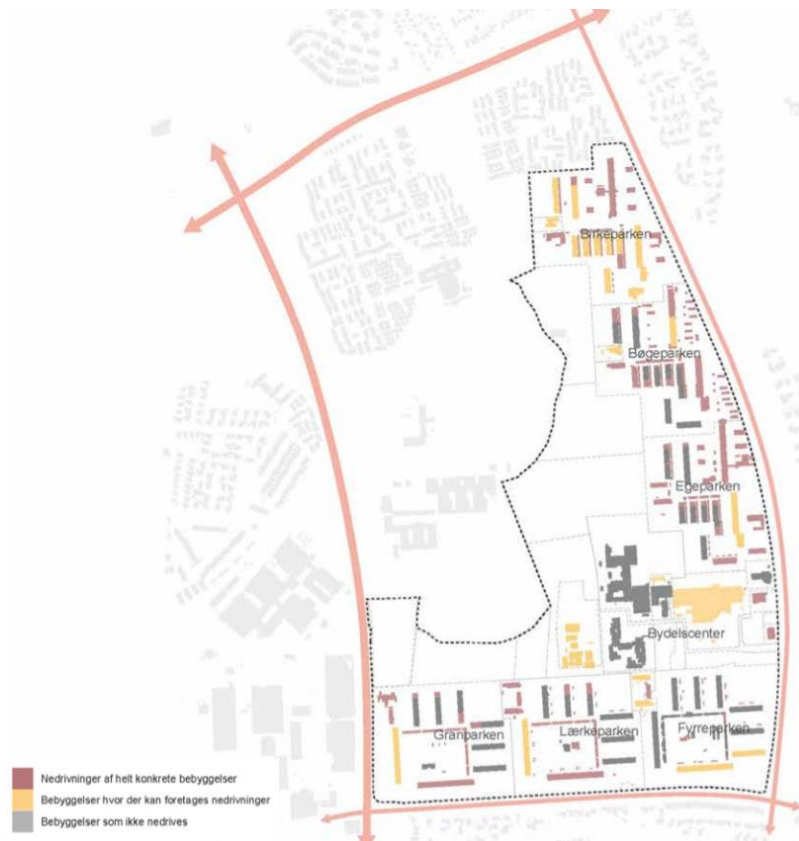 Birkeparken
Bøgeparken
Egeparken
Bydelscenter
Granparken
Lærkeparken
Fyrreparken
Nedrivninger af helt konkrete bebyggelser
Bebyggelser hvor der kan foretages nedrivninger
Bebyggelser som ikke nedrives